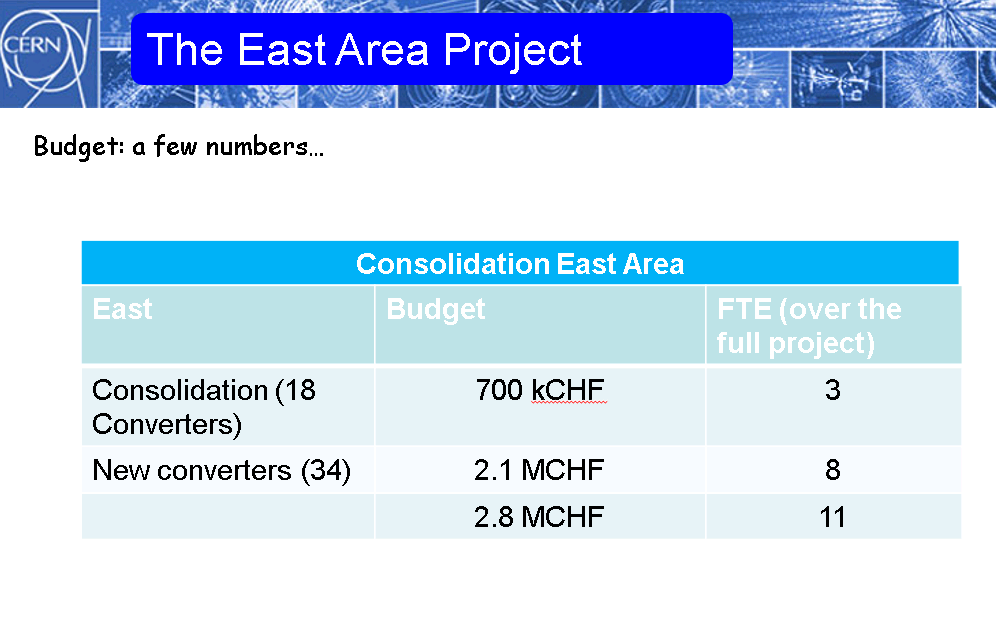 CERN
The East Area Project
Budget: a few numbers...
Consolidation East Area
East Budget FTE (over the
full project)
Consolidation (18 700 kCHF 3
Converters)
New converters (34) 2.1 MCHF 8
2.8 MCHF 11